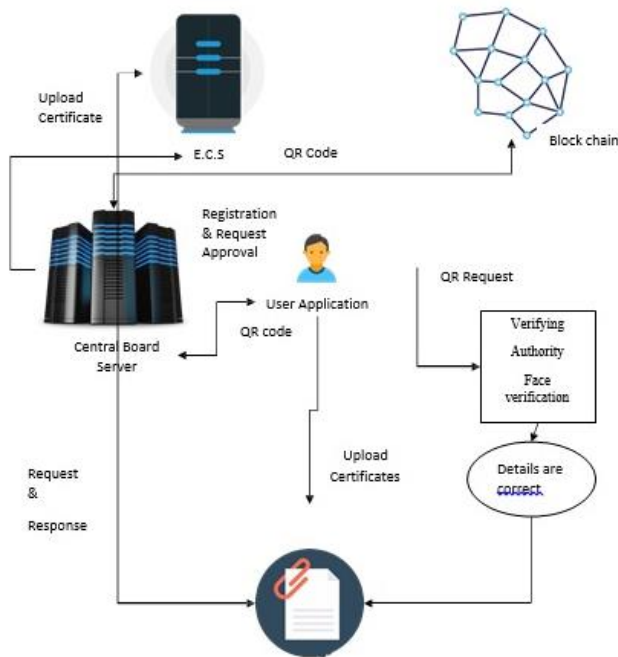 Upload
Certificate
E.C.S
QR Code
Block chain
Registration
& Request
Approval
QR Request
User Application
QR code
Central Board
Server
Verifying
Authority
Face
verification
Upload
Certificates
Details are
correct
Request
&
Response